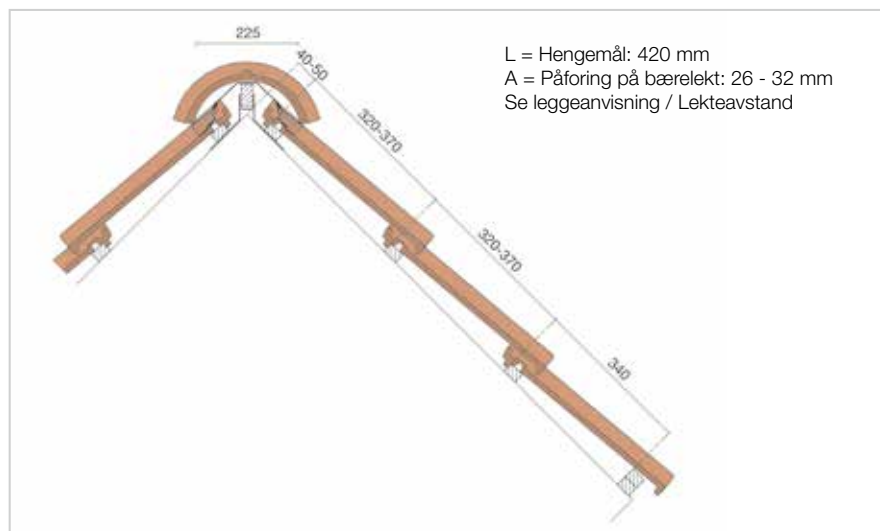 225
L = Hengemål: 420 mm
A = Påforing på bærelekt: 26 - 32 mm
Se leggeanvisning / Lekteavstand
40-50
320-370
320-370
340